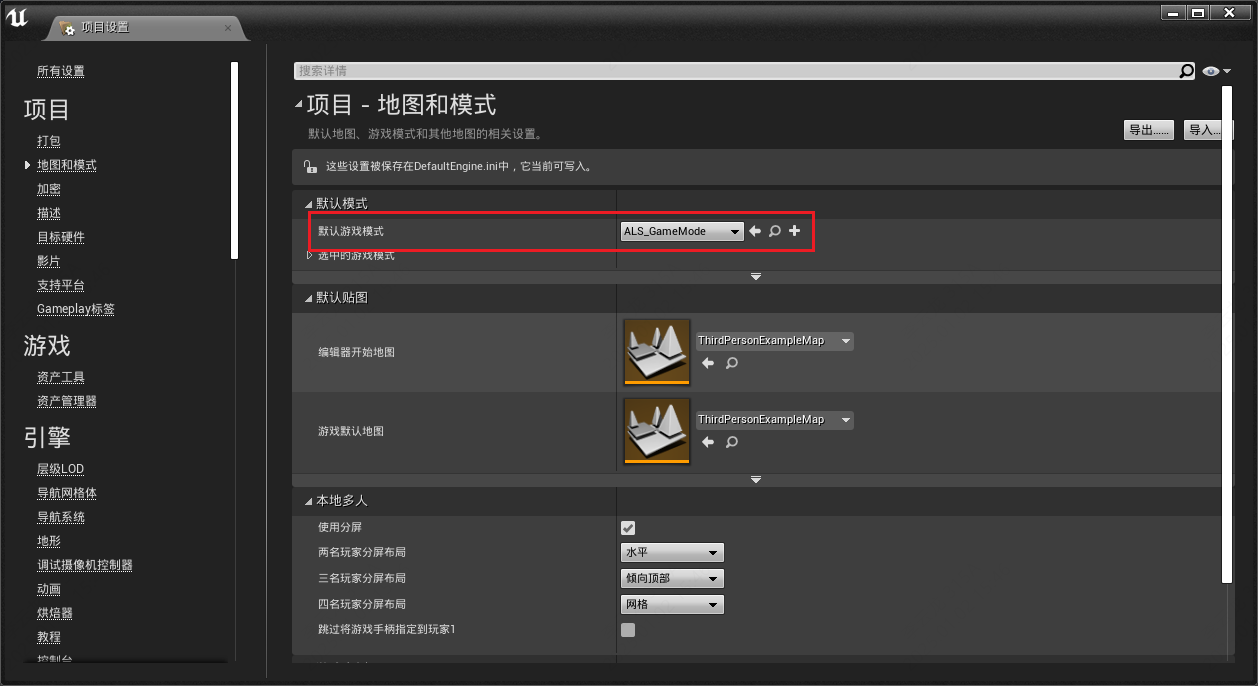 项目设置
所有设置
项目
打包
地图和模式
加密
描述
目标硬件
影片
支持平台
Gameplay标签
游戏
资产工具
资产管理器
引擎
层级LOD
导航网格体
导航系统
地形
调试摄像机控制器
动画
烘焙器
教程
控制台
搜索详情
项目 - 地图和模式
默认地图、游戏模式和其他地图的相关设置。
导出......
导入...
这些设置被保存在DefaultEngine.ini中，它当前可写入。
默认模式
默认游戏模式
ALS_GameMode
选中的游戏模式
默认贴图
编辑器开始地图
ThirdPersonExampleMap
游戏默认地图
ThirdPersonExampleMap
本地多人
使用分屏
两名玩家分屏布局
水平
三名玩家分屏布局
倾向顶部
四名玩家分屏布局
网格
跳过将游戏手柄指定到玩家1